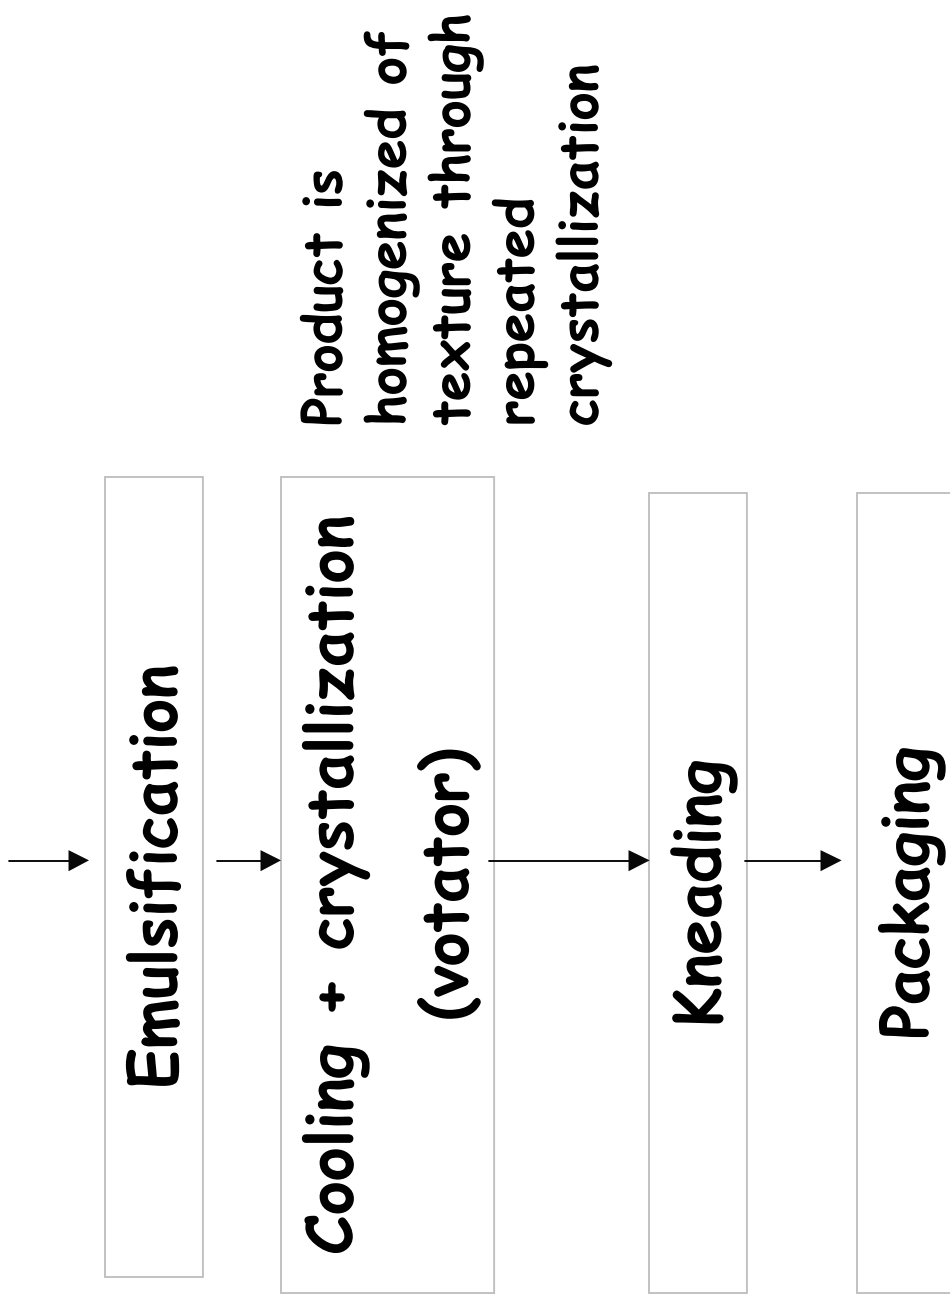 Emulsification
Cooling + crystallization
(votator)
Product is
homogenized of
texture through
repeated
crystallization
Kneading
Packaging